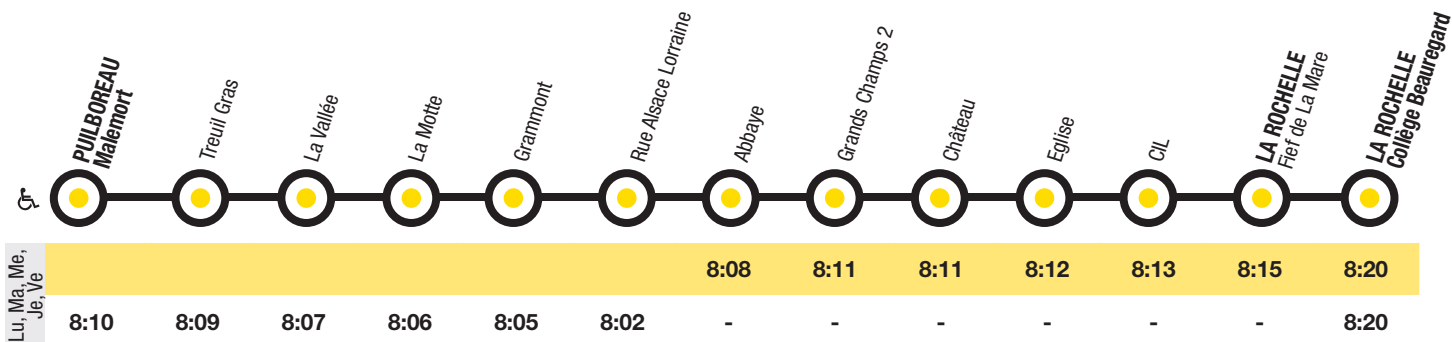 PUILBOREAU
Malemort
Treuil Gras
La Vallée
La Motte
Grammont
Rue Alsace Lorraine
Abbaye
Grands Champs 2
Château
Eglise
CIL
LA ROCHELLE
Fief de La Mare
LA ROCHELLE
Collège Beauregard
Lu, Ma, Me,
Je, Ve
8:08 8:11 8:11 8:12 8:13 8:15 8:20
8:10 8:09 8:07 8:06 8:05 8:02 - - - - - - 8:20